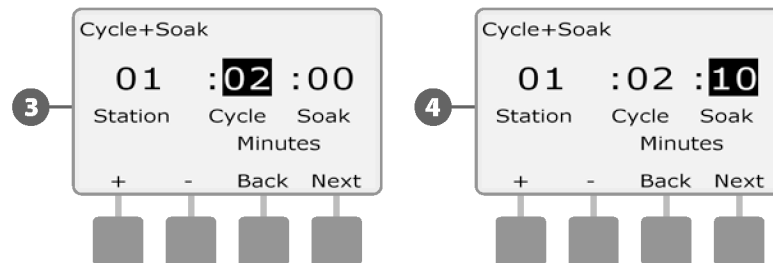 Cycle+Soak
01 :02 :00
Station Cycle Soak
Minutes
+ - Back Next
3
Cycle+Soak
01 :02 :10
Station Cycle Soak
Minutes
+ - Back Next
4